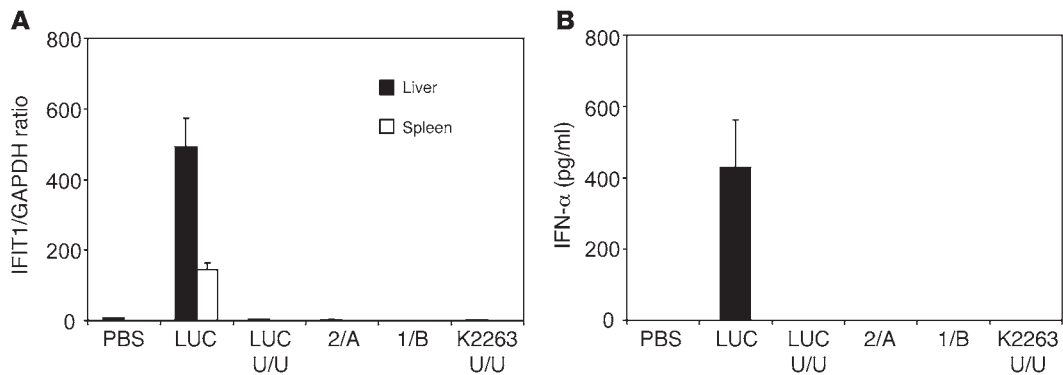 A
IFIT1/GAPDH ratio
800
600
400
200
0
Liver
Spleen
PBS
LUC
LUC
U/U
2/A
1/B
K2263
U/U
B
IFN-α (pg/ml)
800
600
400
200
0
PBS
LUC
LUC
U/U
2/A
1/B
K2263
U/U